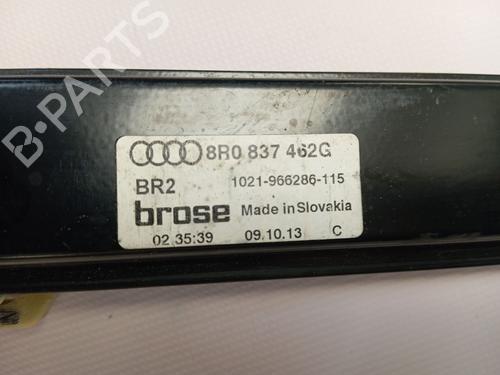 B-PARTS
8R0 837 462G
BR2 1021-966286-115
brose Made in Slovakia
02 35:39 09.10.13 C